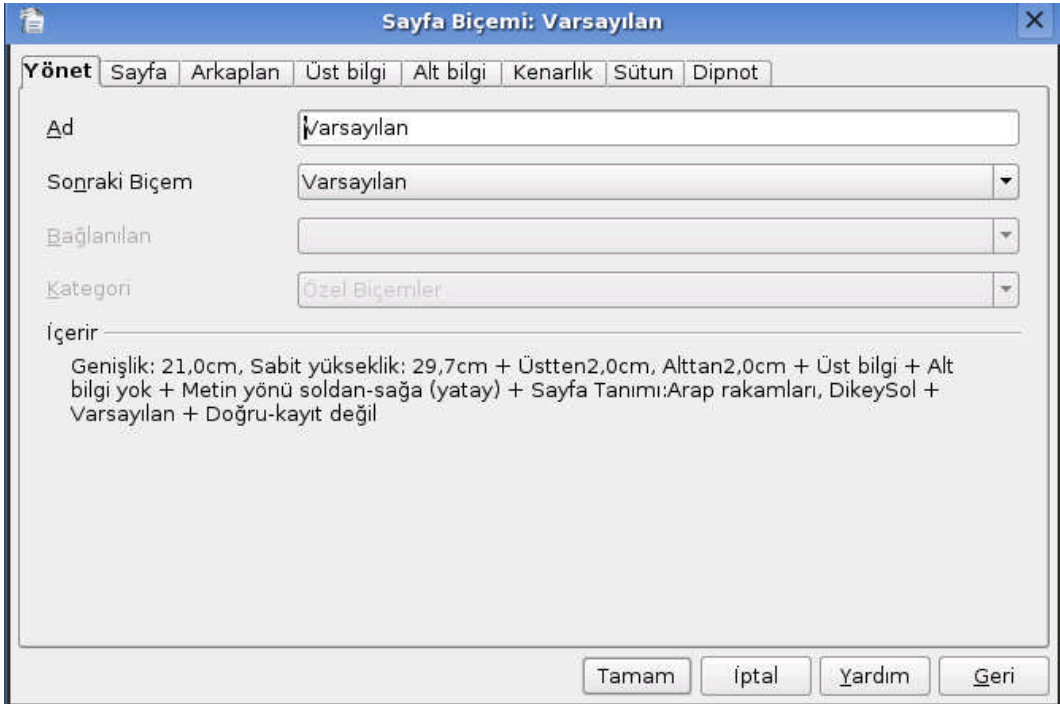 Sayfa Biçemi: Varsayılan
Yönet Sayfa Arkaplan Üst bilgi Alt bilgi Kenarlık Sütun Dipnot
Ad Varsayılan
Sonraki Biçem Varsayılan
Bağlanılan
Kategori Özel Biçemler
İçerir
Genişlik: 21,0cm, Sabit yükseklik: 29,7cm + Üstten2,0cm, Alttan2,0cm + Üst bilgi + Alt
bilgi yok + Metin yönü soldan-sağa (yatay) + Sayfa Tanımı:Arap rakamları, DikeySol +
Varsayılan + Doğru-kayıt değil
Tamam İptal Yardım Geri